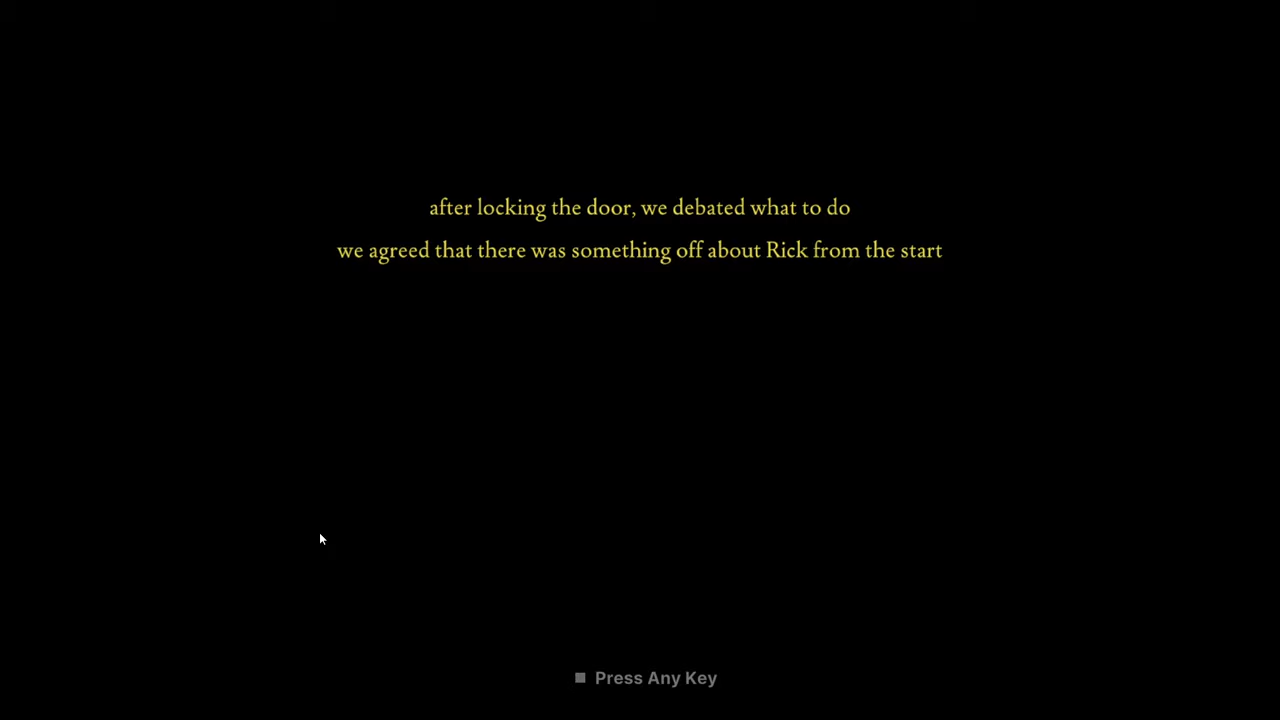 after locking the door, we debated what to do
we agreed that there was something off about Rick from the start
Press Any Key